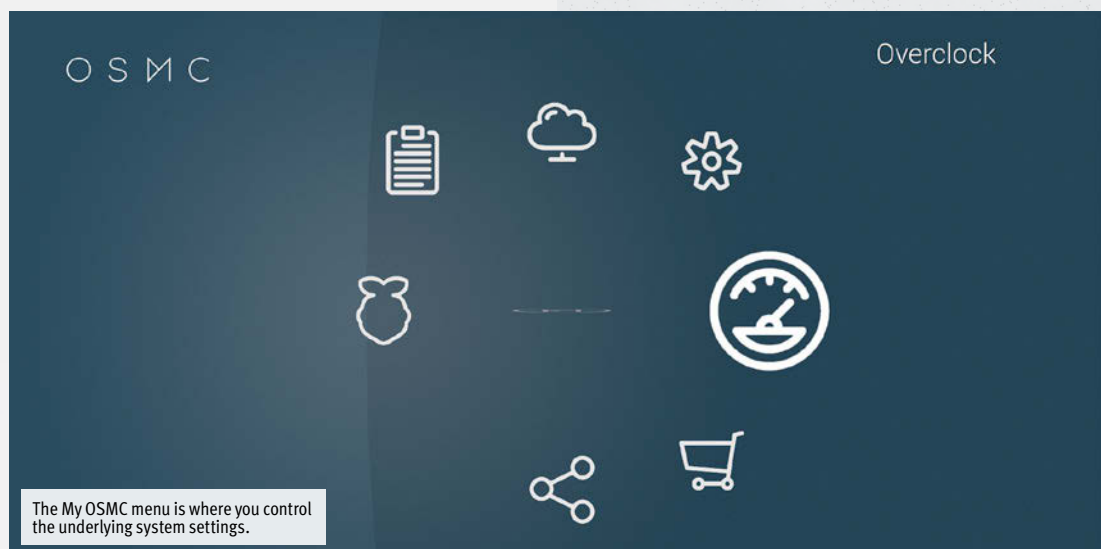 OSMC
Overclock
The My OSMC menu is where you control
the underlying system settings.